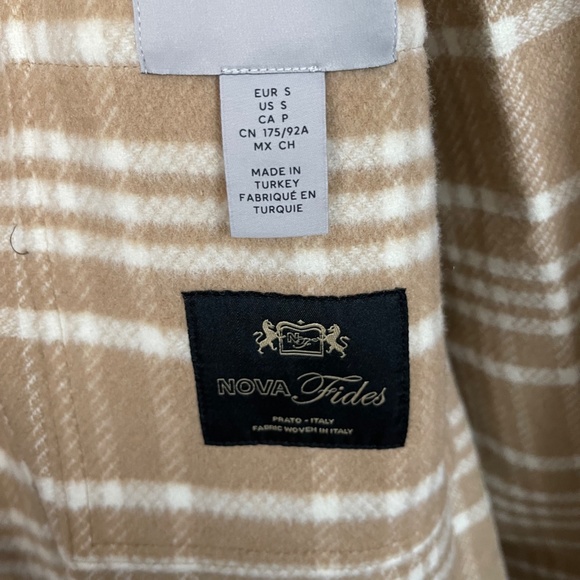 EUR S
US S
CA P
CN 175/92A
MX CH
MADE IN
TURKEY
FABRIQUÉ EN
TURQUIE
NOVA Fides
PRATO - ITALY
FABRIC WOVEN IN ITALY